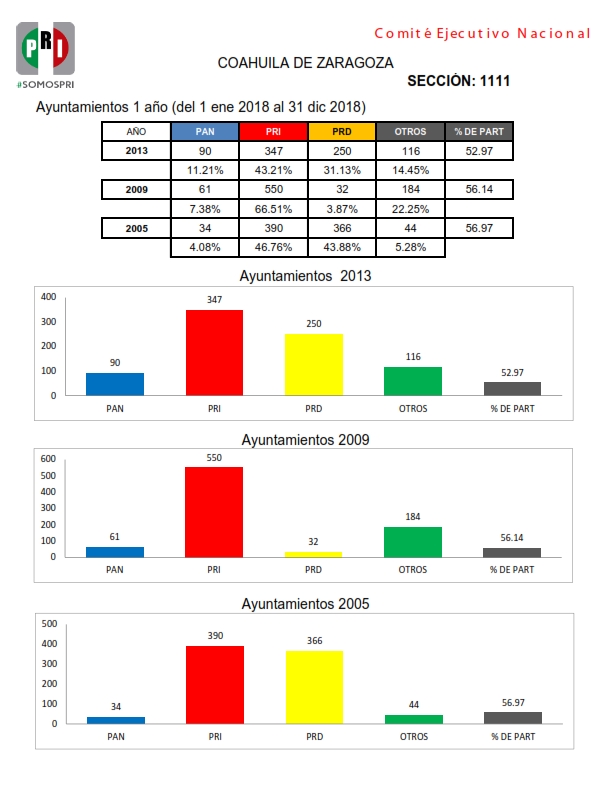 Comité Ejecutivo Nacional
PRI
#SOMOSPRI
COAHUILA DE ZARAGOZA
SECCIÓN: 1111
Ayuntamientos 1 año (del 1 ene 2018 al 31 dic 2018)
AÑO PAN PRI PRD OTROS % DE PART
2013 90 347 250 116 52.97
11.21% 43.21% 31.13% 14.45%
2009 61 550 32 184 56.14
7.38% 66.51% 3.87% 22.25%
2005 34 390 366 44 56.97
4.08% 46.76% 43.88% 5.28%
Ayuntamientos 2013
400
300
200
100
0
90 347 250 116 52.97
PAN PRI PRD OTROS % DE PART
Ayuntamientos 2009
600
500
400
300
200
100
0
61 550 32 184 56.14
PAN PRI PRD OTROS % DE PART
Ayuntamientos 2005
500
400
300
200
100
0
34 390 366 44 56.97
PAN PRI PRD OTROS % DE PART